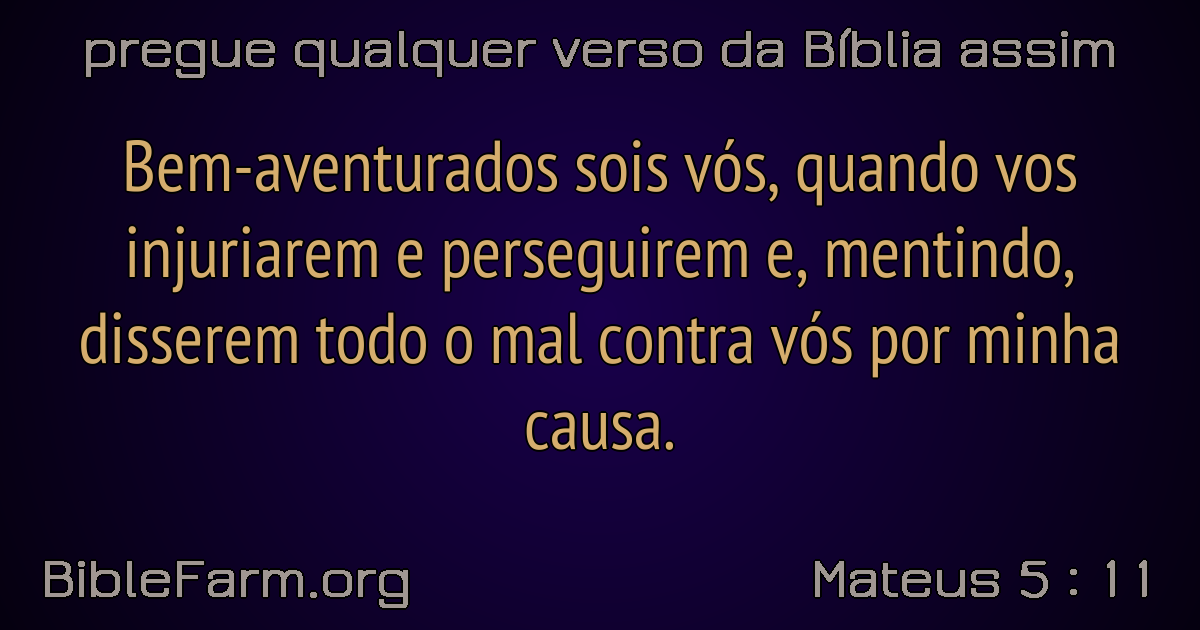 pregue qualquer verso da Bíblia assim
Bem-aventurados sois vós, quando vos
injuriarem e perseguirem e, mentindo,
disserem todo o mal contra vós por minha
causa.
BibleFarm.org
Mateus 5 : 11